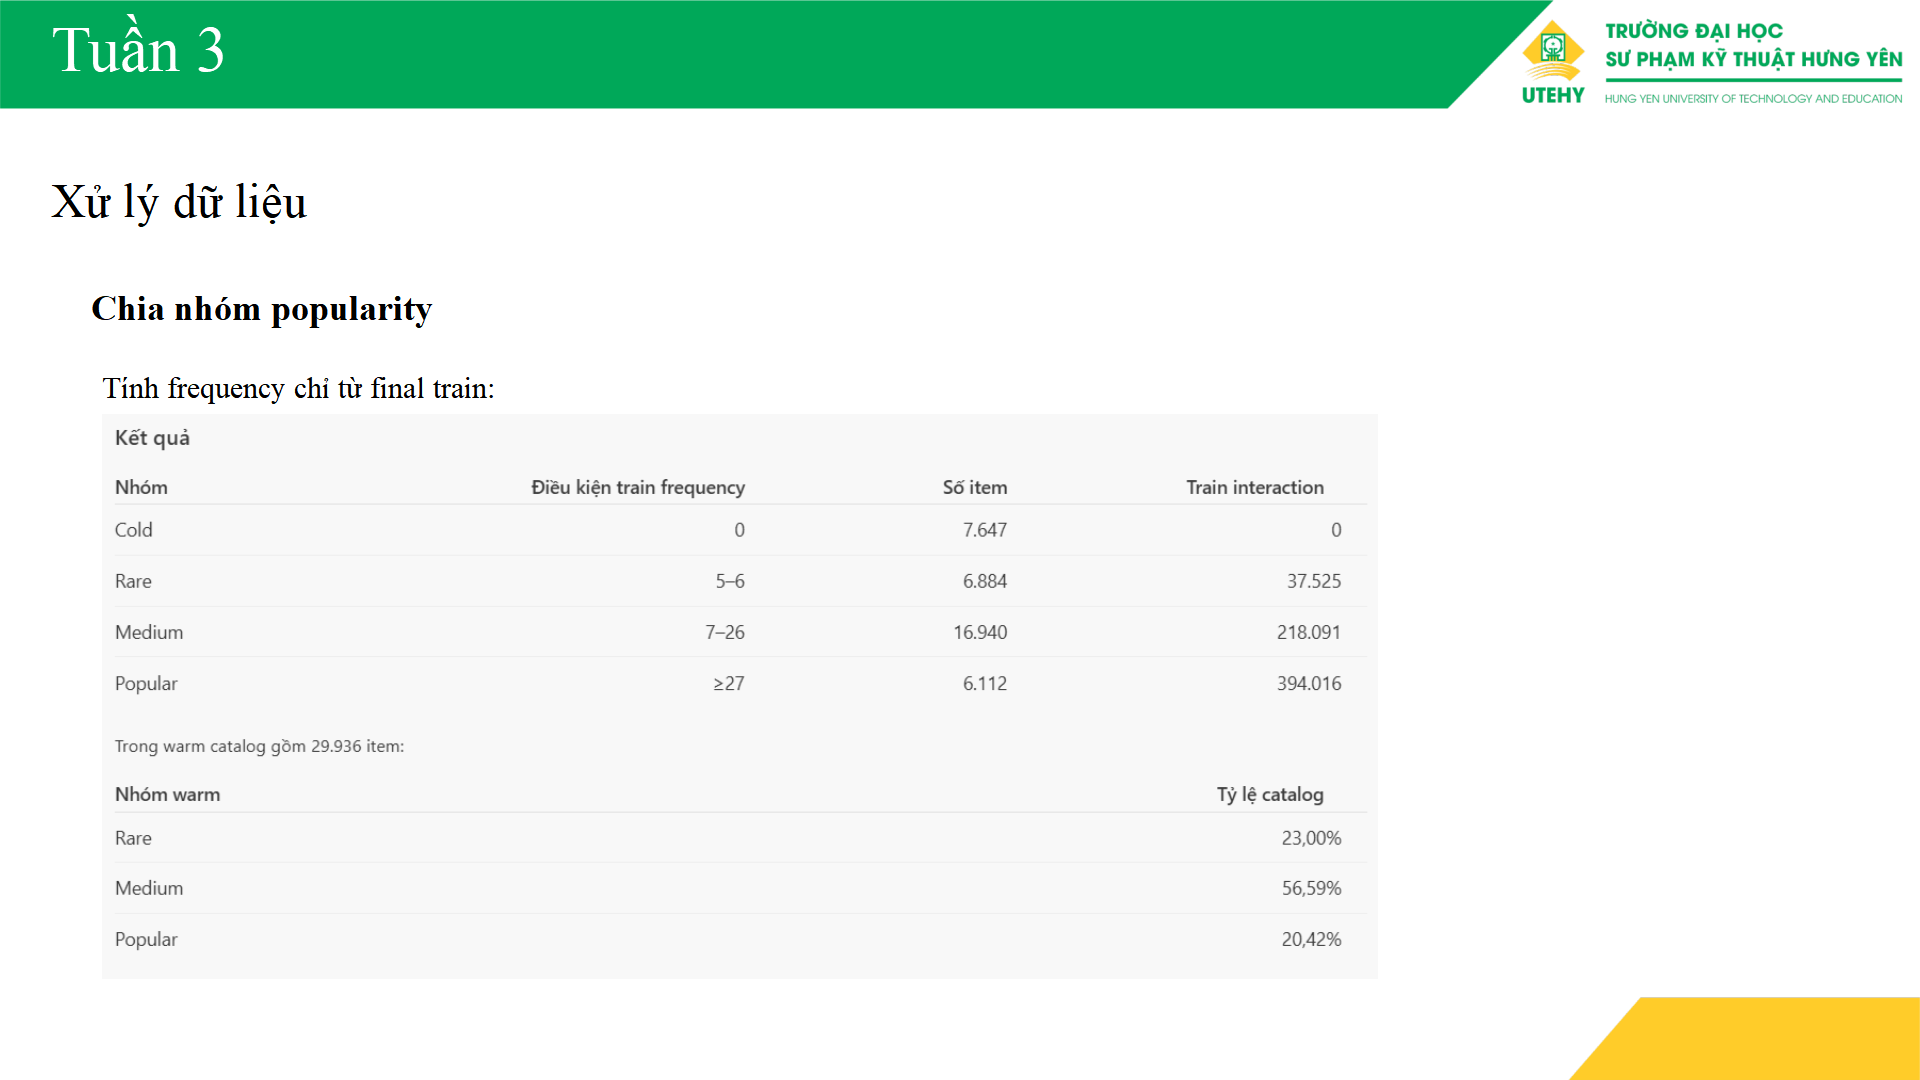 Tuần 3
TRƯỜNG ĐẠI HỌC
SƯ PHẠM KỸ THUẬT HƯNG YÊN
UTEHY
HUNG YEN UNIVERSITY OF TECHNOLOGY AND EDUCATION
Xử lý dữ liệu
Chia nhóm popularity
Tính frequency chỉ từ final train:
Kết quả
Nhóm Điều kiện train frequency Số item Train interaction
Cold 0 7.647 0
Rare 5–6 6.884 37.525
Medium 7–26 16.940 218.091
Popular ≥27 6.112 394.016
Trong warm catalog gồm 29.936 item:
Nhóm warm Tỷ lệ catalog
Rare 23,00%
Medium 56,59%
Popular 20,42%